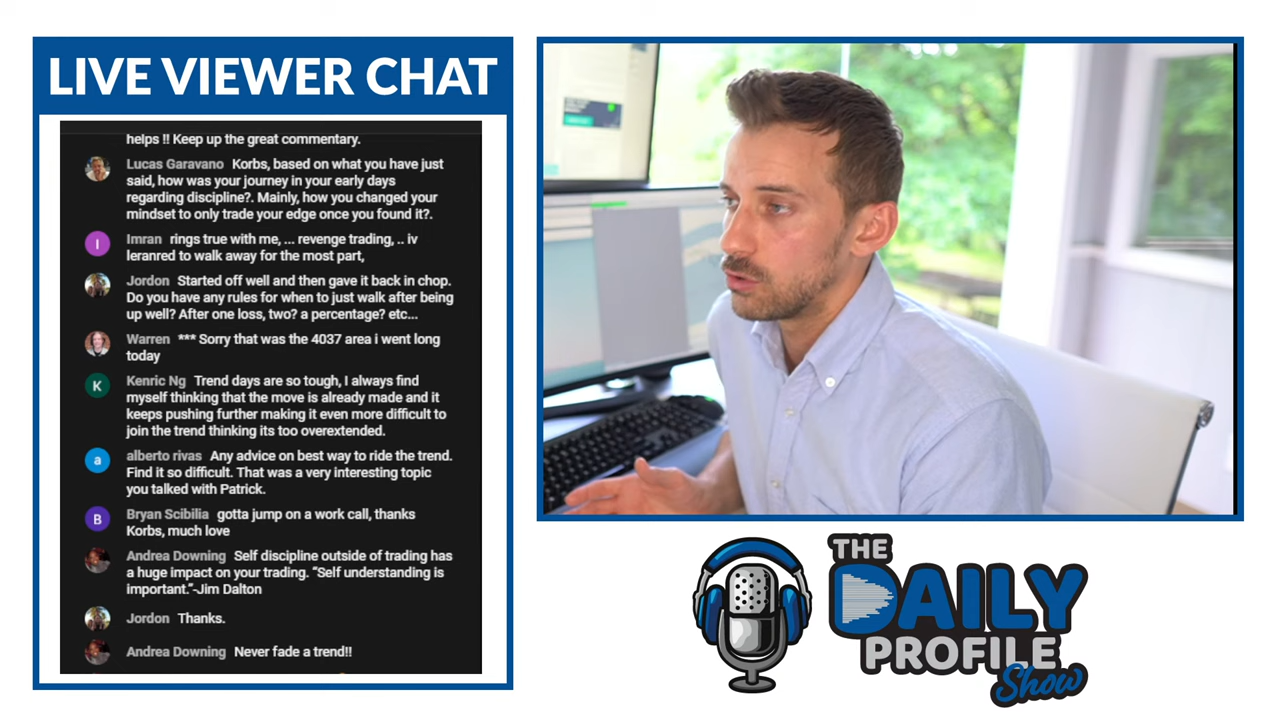 LIVE VIEWER CHAT
helps !! Keep up the great commentary.
Lucas Garavano Korbs, based on what you have just
said, how was your journey in your early days
regarding discipline?. Mainly, how you changed your
mindset to only trade your edge once you found it?.
I
Imran rings true with me, ... revenge trading, .. iv
leranred to walk away for the most part,
Jordon Started off well and then gave it back in chop.
Do you have any rules for when to just walk after being
up well? After one loss, two? a percentage? etc...
Warren *** Sorry that was the 4037 area i went long
today
K
Kenric Ng Trend days are so tough, I always find
myself thinking that the move is already made and it
keeps pushing further making it even more difficult to
join the trend thinking its too overextended.
a
alberto rivas Any advice on best way to ride the trend.
Find it so difficult. That was a very interesting topic
you talked with Patrick.
B
Bryan Scibilia gotta jump on a work call, thanks
Korbs, much love
Andrea Downing Self discipline outside of trading has
a huge impact on your trading. “Self understanding is
important.”-Jim Dalton
Jordon Thanks.
Andrea Downing Never fade a trend!!
THE
DAILY
PROFILE
Show